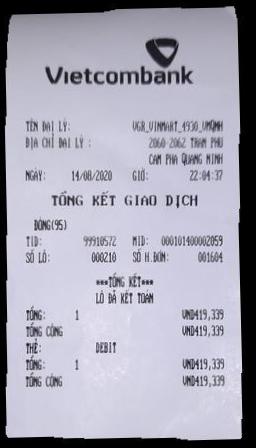 Vietcombank
TÊN ĐẠI LÝ: VGR_VINMART_4930_VMQMH
ĐỊA CHỈ ĐẠI LÝ : 2060-2062 TRAM PHU
CAM PHA QUANG MINH
NGÀY: 14/08/2020 GIỜ: 22:04:37
TỔNG KẾT GIAO DỊCH
DÒNG(95)
TID: 99910572 MID: 000101400002059
SỐ LÔ: 000210 SỐ H.ĐƠN: 001604
***TỔNG KẾT***
LÔ ĐÃ KẾT TOÁN
TỔNG: 1 VND419,339
TỔNG CỘNG VND419,339
THẺ: DEBIT
TỔNG: 1 VND419,339
TỔNG CỘNG VND419,339